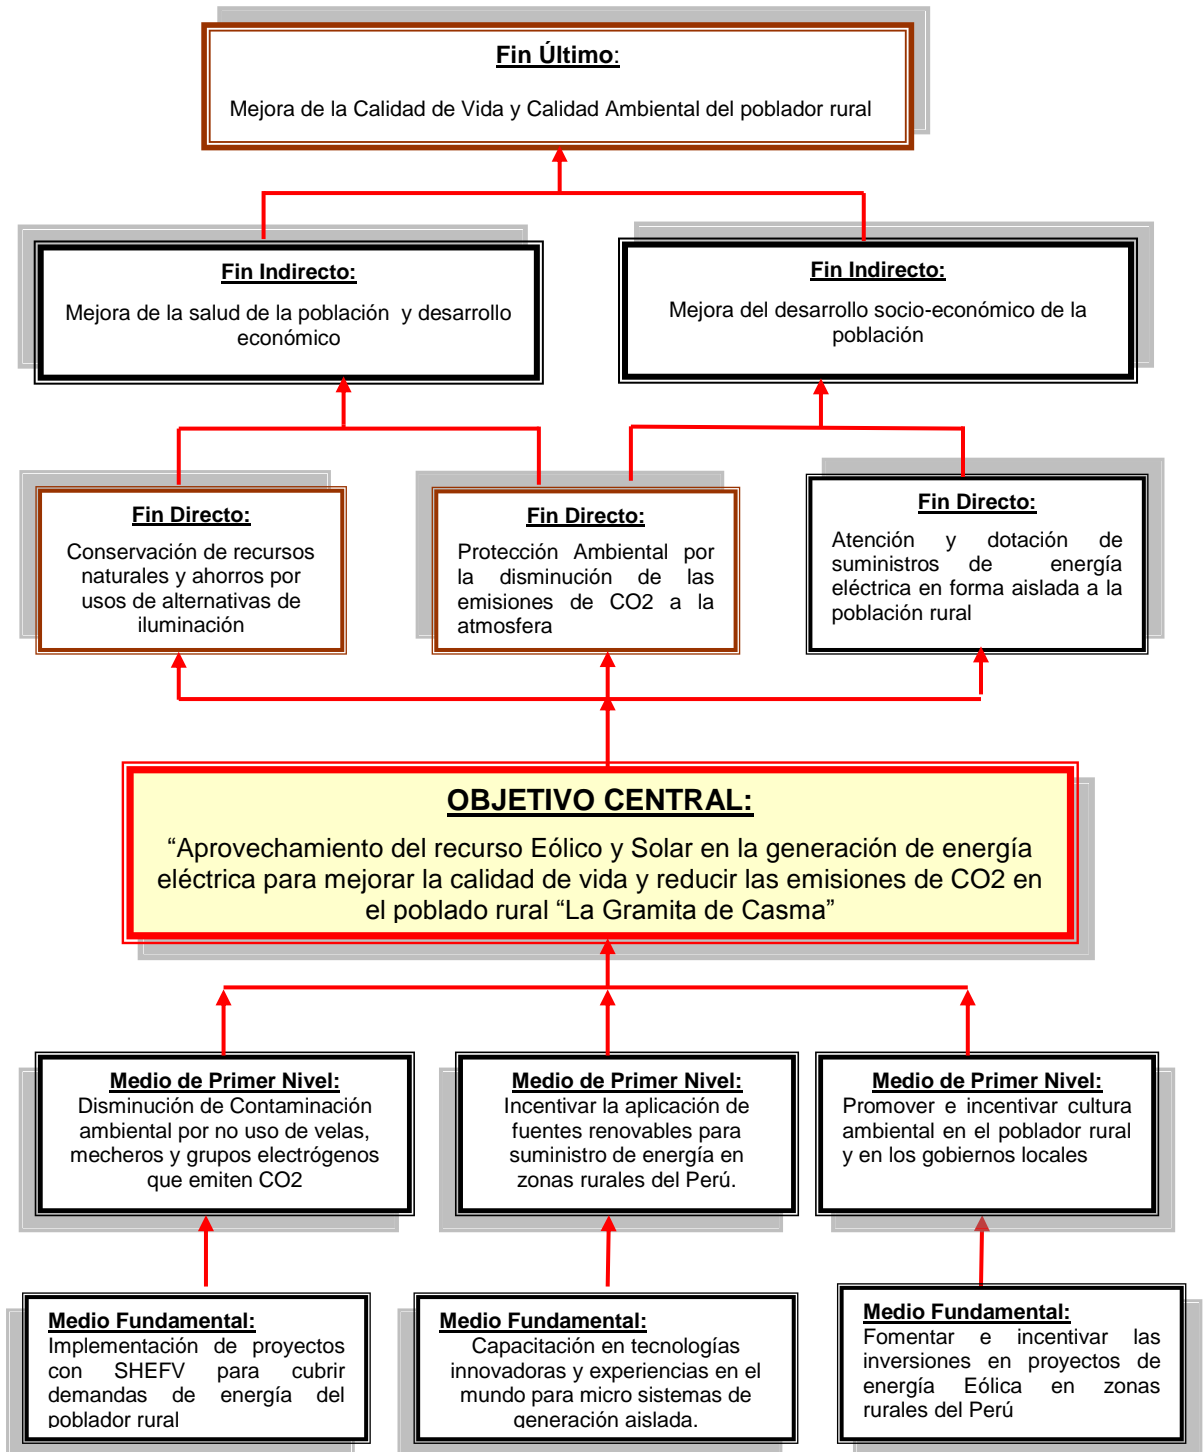 Fin Último:
Mejora de la Calidad de Vida y Calidad Ambiental del poblador rural
Fin Indirecto:
Mejora de la salud de la población y desarrollo
económico
Fin Indirecto:
Mejora del desarrollo socio-económico de la
población
Fin Directo:
Conservación de recursos
naturales y ahorros por
usos de alternativas de
iluminación
Fin Directo:
Protección Ambiental por
la disminución de las
emisiones de CO2 a la
atmosfera
Fin Directo:
Atención y dotación de
suministros de energía
eléctrica en forma aislada a la
población rural
OBJETIVO CENTRAL:
“Aprovechamiento del recurso Eólico y Solar en la generación de energía
eléctrica para mejorar la calidad de vida y reducir las emisiones de CO2 en
el poblado rural “La Gramita de Casma”
Medio de Primer Nivel:
Disminución de Contaminación
ambiental por no uso de velas,
mecheros y grupos electrógenos
que emiten CO2
Medio de Primer Nivel:
Incentivar la aplicación de
fuentes renovables para
suministro de energía en
zonas rurales del Perú.
Medio de Primer Nivel:
Promover e incentivar cultura
ambiental en el poblador rural
y en los gobiernos locales
Medio Fundamental:
Implementación de proyectos
con SHEFV para cubrir
demandas de energía del
poblador rural
Medio Fundamental:
Capacitación en tecnologías
innovadoras y experiencias en el
mundo para micro sistemas de
generación aislada.
Medio Fundamental:
Fomentar e incentivar las
inversiones en proyectos de
energía Eólica en zonas
rurales del Perú